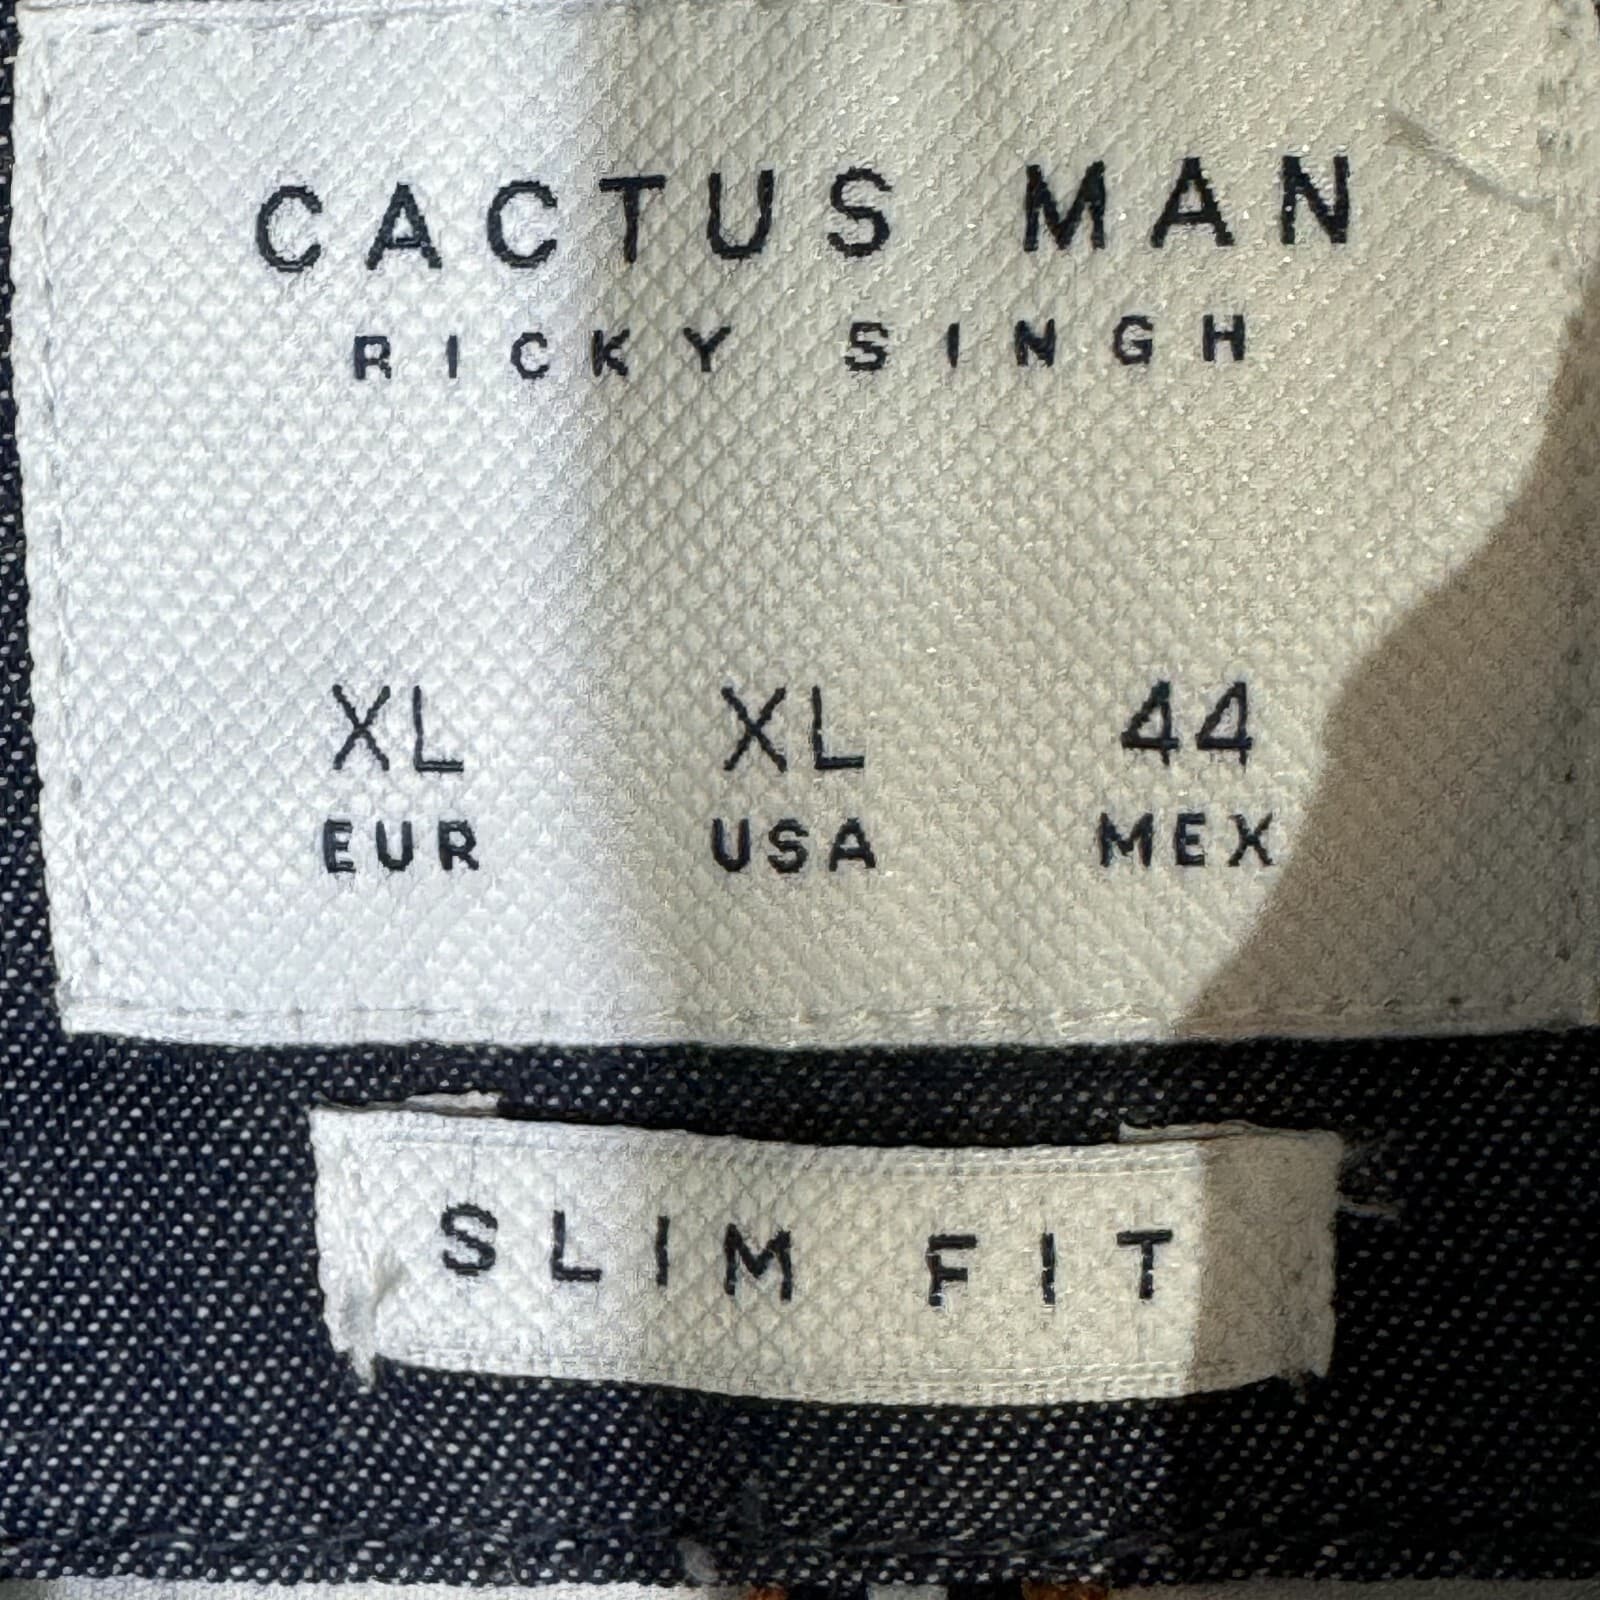 CACTUS MAN
RICKY SINGH
XL XL 44
EUR USA MEX
SLIM FIT